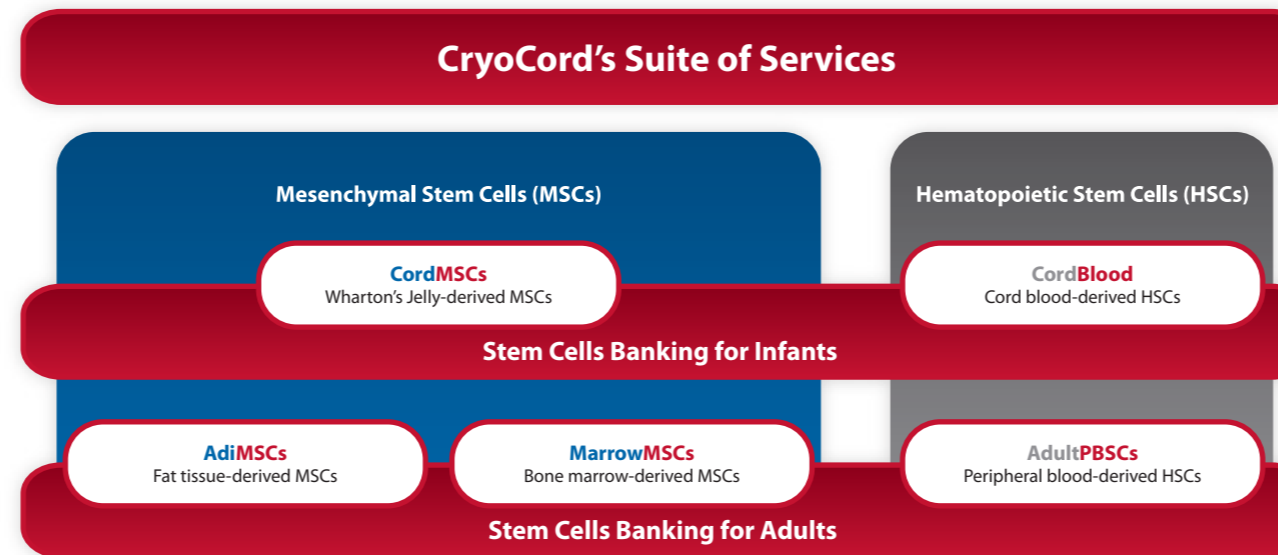 CryoCord’s Suite of Services
Mesenchymal Stem Cells (MSCs)
Hematopoietic Stem Cells (HSCs)
CordMSCs
Wharton’s Jelly-derived MSCs
CordBlood
Cord blood-derived HSCs
Stem Cells Banking for Infants
AdiMSCs
Fat tissue-derived MSCs
MarrowMSCs
Bone marrow-derived MSCs
AdultPBSCs
Peripheral blood-derived HSCs
Stem Cells Banking for Adults